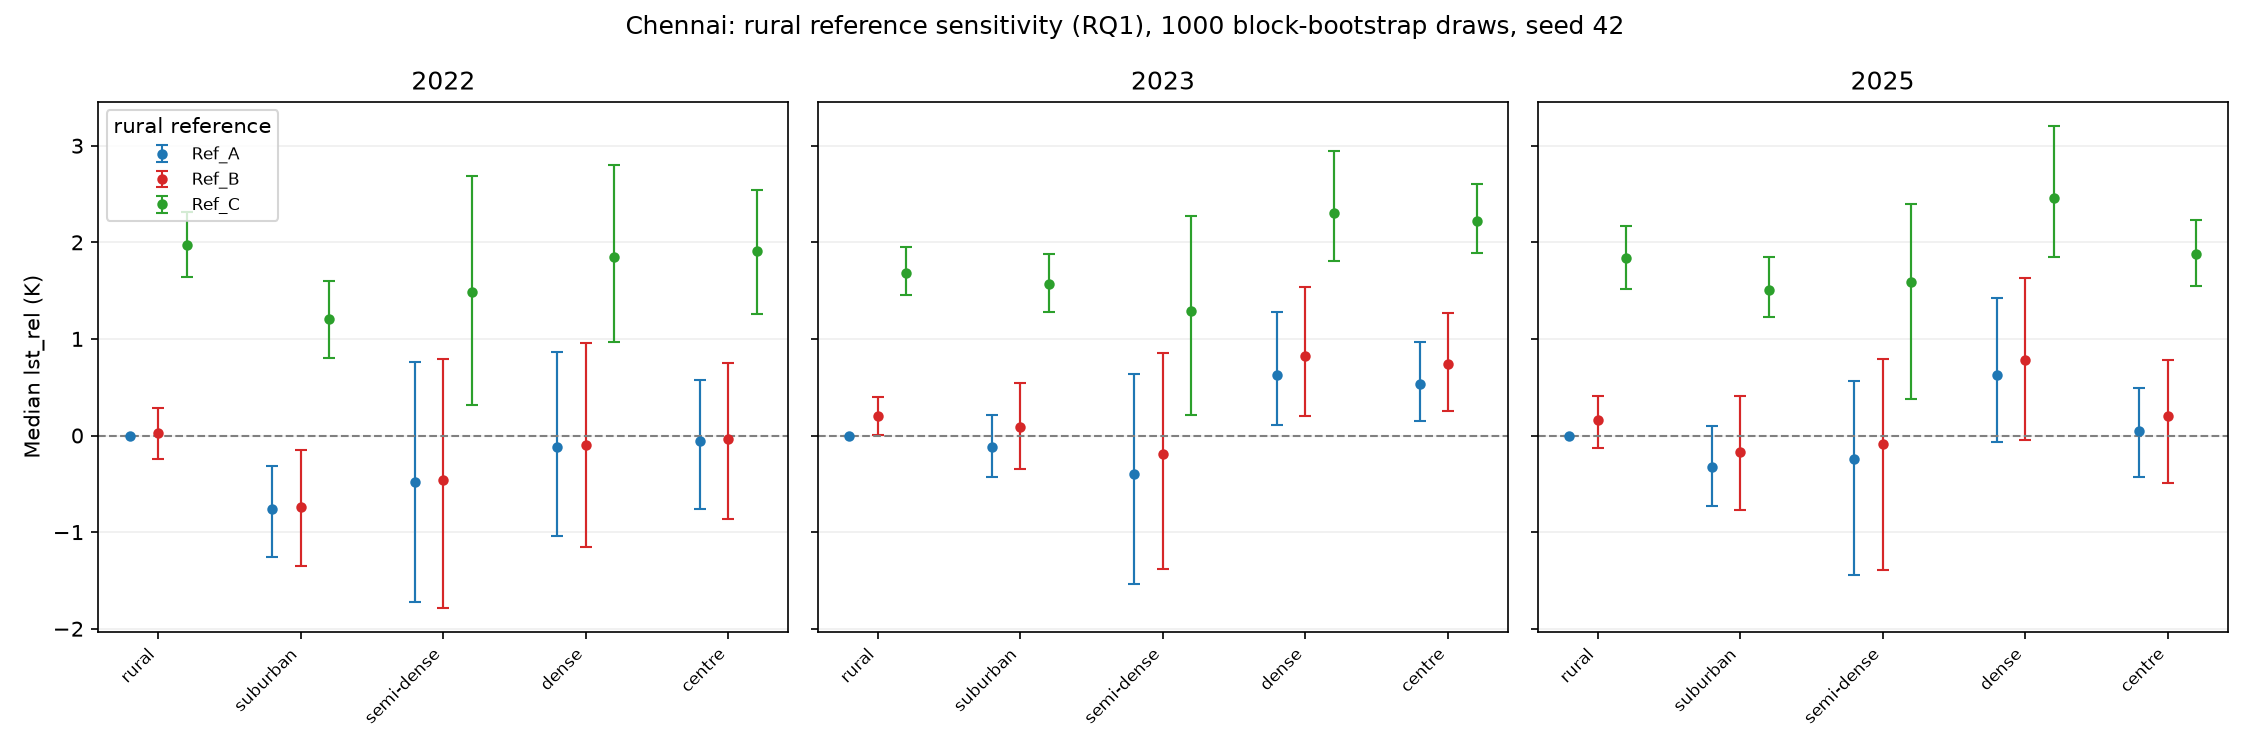 Chennai: rural reference sensitivity (RQ1), 1000 block-bootstrap draws, seed 42
2022
2023
2025
rural reference
Ref_A
Ref_B
Ref_C
Median lst_rel (K)
3
2
1
0
−1
−2
rural
suburban
semi-dense
dense
centre
rural
suburban
semi-dense
dense
centre
rural
suburban
semi-dense
dense
centre